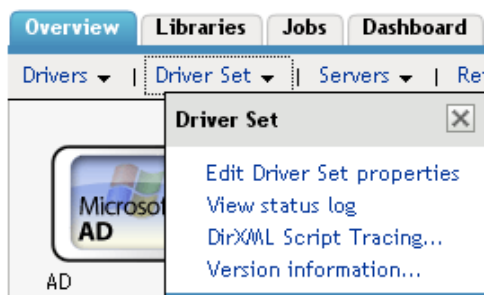 Overview Libraries Jobs Dashboard
Drivers | Driver Set | Servers |
Driver Set
Edit Driver Set properties
View status log
DirXML Script Tracing...
Version information...
AD
AD